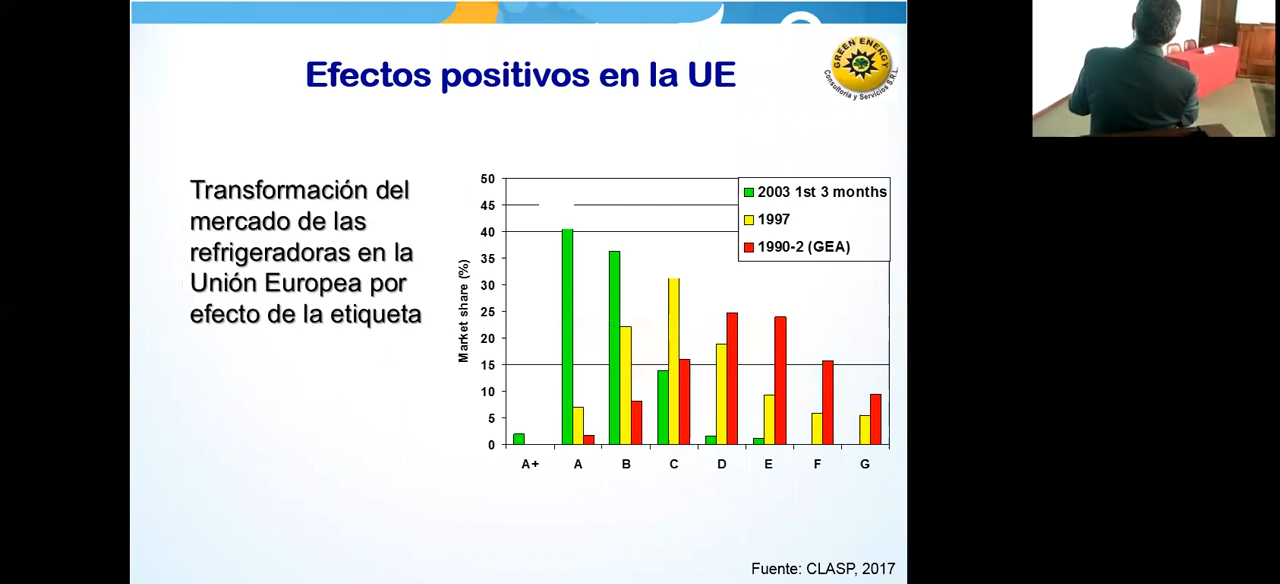 Efectos positivos en la UE
GREEN ENERGY
Consultoría y Servicios S.R.L.
Transformación del
mercado de las
refrigeradoras en la
Unión Europea por
efecto de la etiqueta
50
45
40
35
30
25
20
15
10
5
0
Market share (%)
2003 1st 3 months
1997
1990-2 (GEA)
A+ A B C D E F G
Fuente: CLASP, 2017